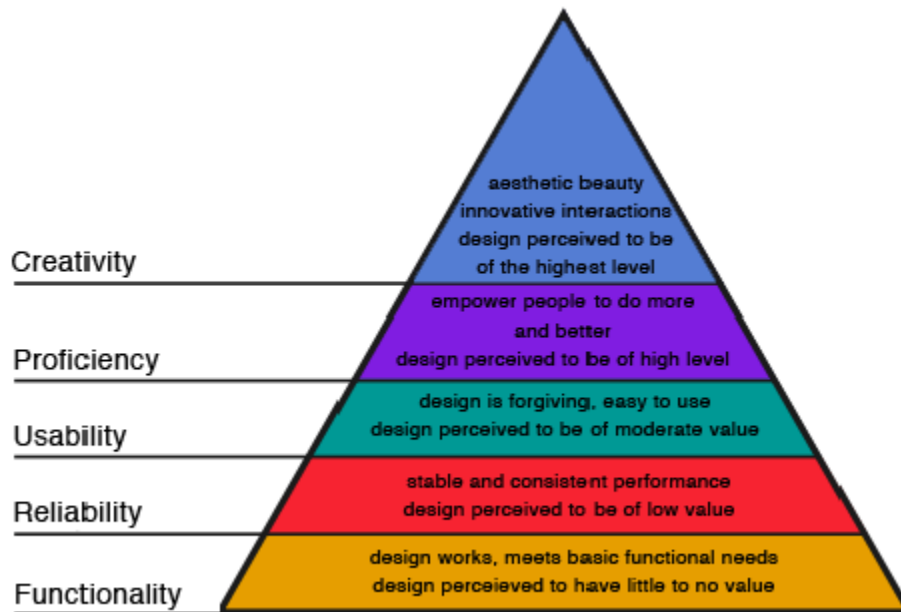 aesthetic beauty
innovative interactions
design perceived to be
of the highest level
Creativity
empower people to do more
and better
design perceived to be of high level
Proficiency
design is forgiving, easy to use
design perceived to be of moderate value
Usability
stable and consistent performance
design perceived to be of low value
Reliability
design works, meets basic functional needs
design perceieved to have little to no value
Functionality